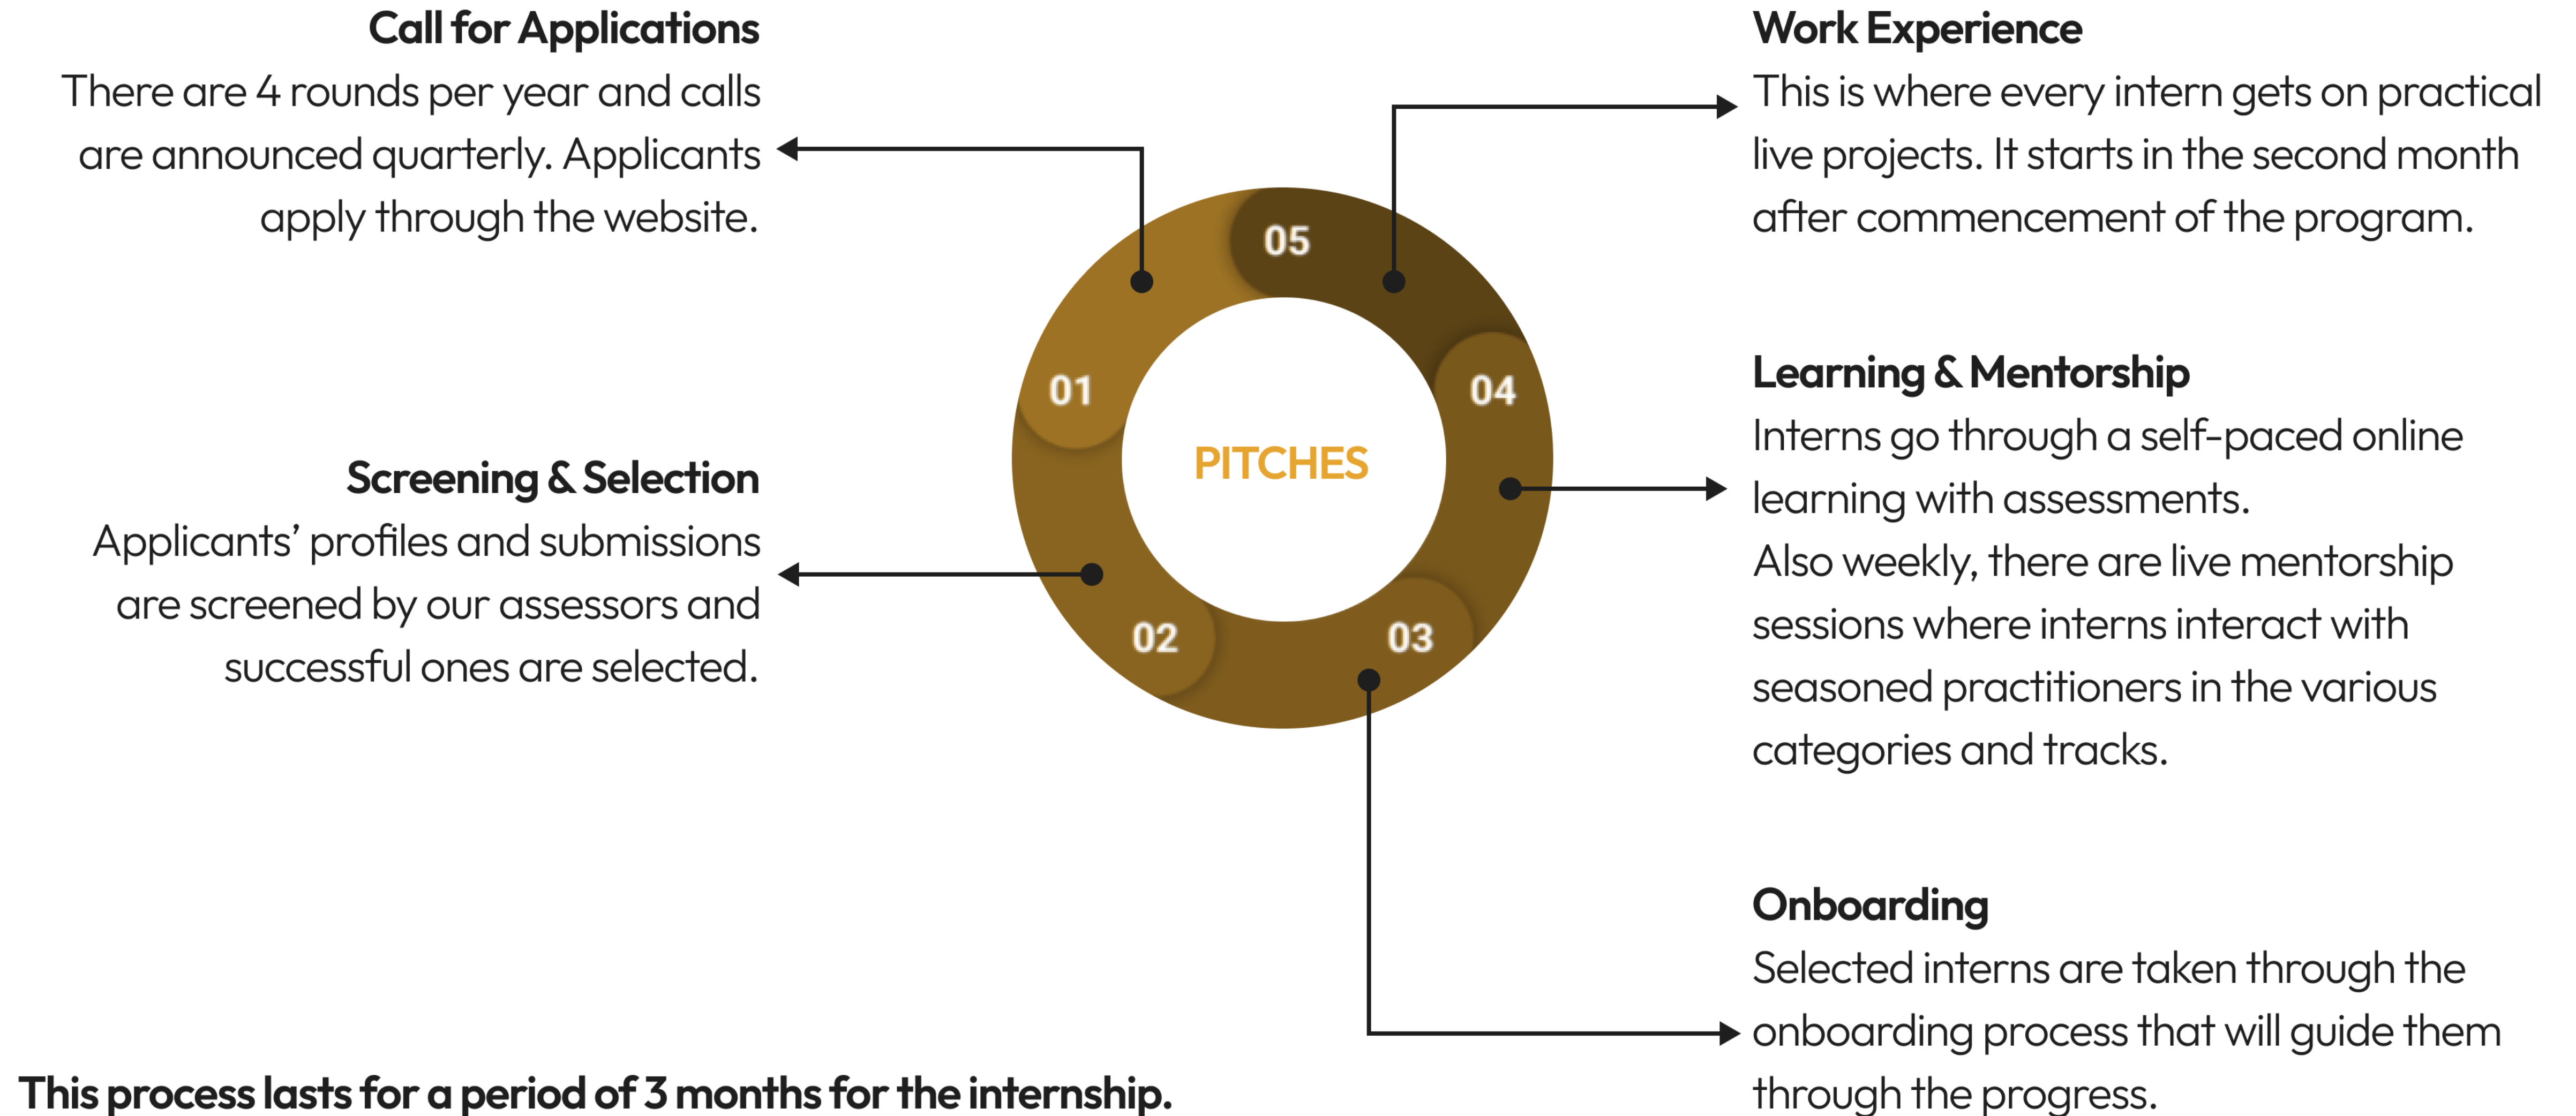 Call for Applications
There are 4 rounds per year and calls
are announced quarterly. Applicants
apply through the website.
Screening & Selection
Applicants’ profiles and submissions
are screened by our assessors and
successful ones are selected.
This process lasts for a period of 3 months for the internship.
01
02
03
04
05
PITCHES
Work Experience
This is where every intern gets on practical
live projects. It starts in the second month
after commencement of the program.
Learning & Mentorship
Interns go through a self-paced online
learning with assessments.
Also weekly, there are live mentorship
sessions where interns interact with
seasoned practitioners in the various
categories and tracks.
Onboarding
Selected interns are taken through the
onboarding process that will guide them
through the progress.